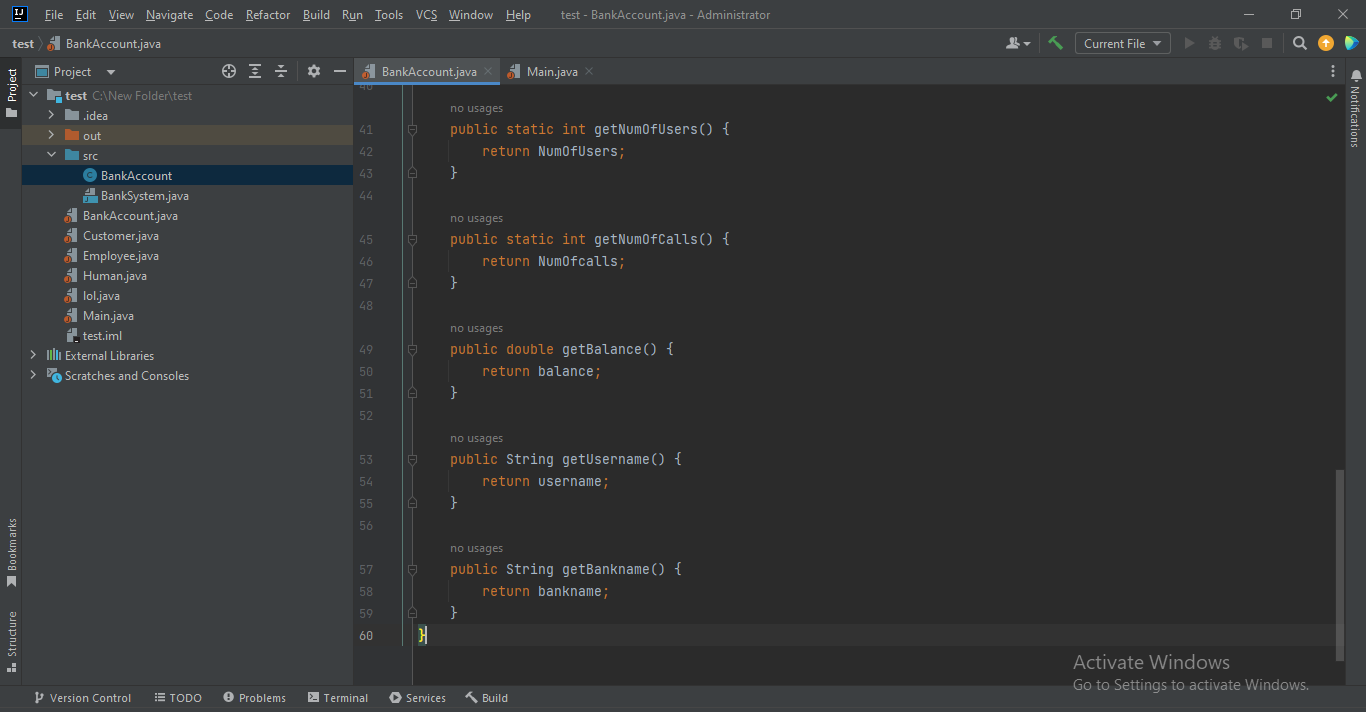 File Edit View Navigate Code Refactor Build Run Tools VCS Window Help test - BankAccount.java - Administrator
test BankAccount.java Current File
Project BankAccount.java Main.java
Project
test C:\New Folder\test
.idea
out
src
BankAccount
BankSystem.java
BankAccount.java
Customer.java
Employee.java
Human.java
lol.java
Main.java
test.iml
External Libraries
Scratches and Consoles
Bookmarks
Structure
40
no usages
41 public static int getNumOfUsers() {
42 return NumOfUsers;
43 }
44
no usages
45 public static int getNumOfCalls() {
46 return NumOfcalls;
47 }
48
no usages
49 public double getBalance() {
50 return balance;
51 }
52
no usages
53 public String getUsername() {
54 return username;
55 }
56
no usages
57 public String getBankname() {
58 return bankname;
59 }
60 }
Notifications
Activate Windows
Go to Settings to activate Windows.
Version Control TODO Problems Terminal Services Build